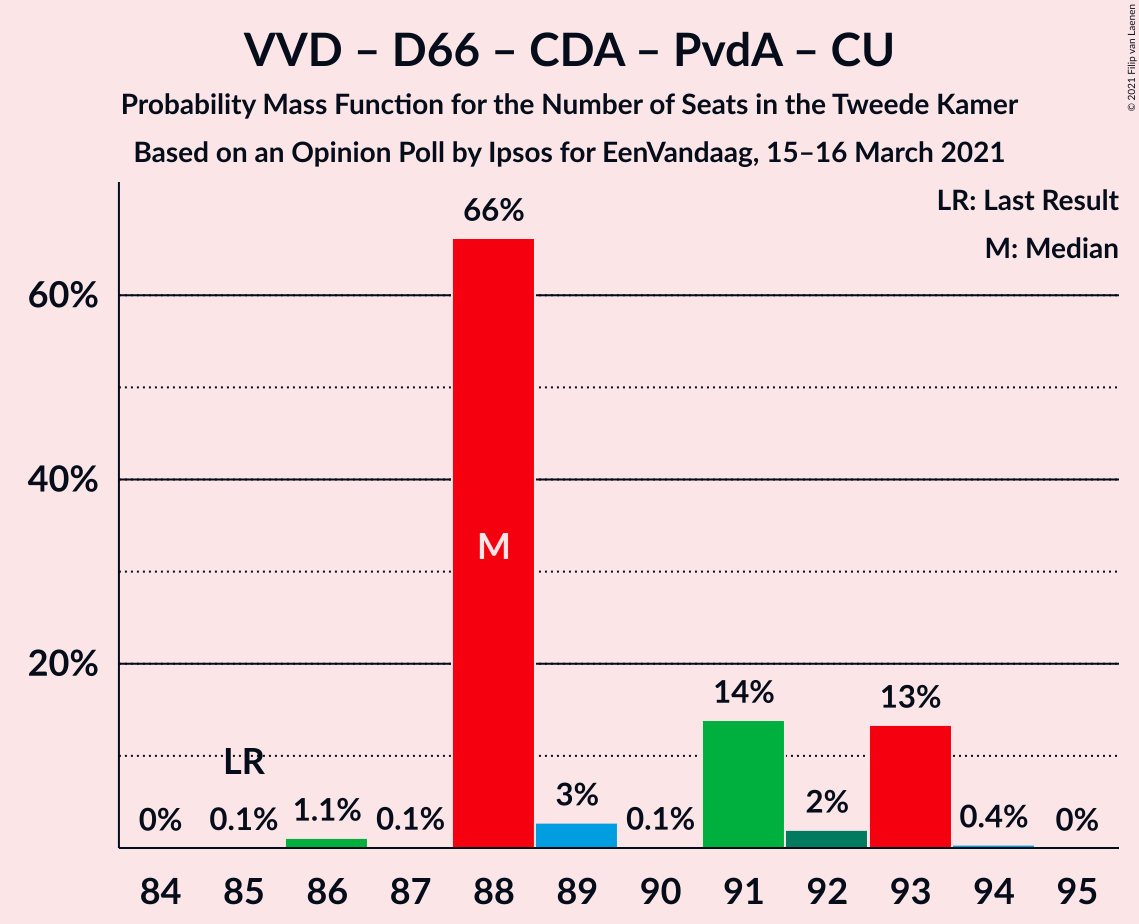 VVD – D66 – CDA – PvdA – CU
Probability Mass Function for the Number of Seats in the Tweede Kamer
Based on an Opinion Poll by Ipsos for EenVandaag, 15–16 March 2021
© 2021 Filip van Laenen
LR: Last Result
M: Median
66%
60%
M
40%
20%
14%
13%
LR
0%
0.1%
1.1%
0.1%
3%
0.1%
2%
0.4%
0%
84 85 86 87 88 89 90 91 92 93 94 95